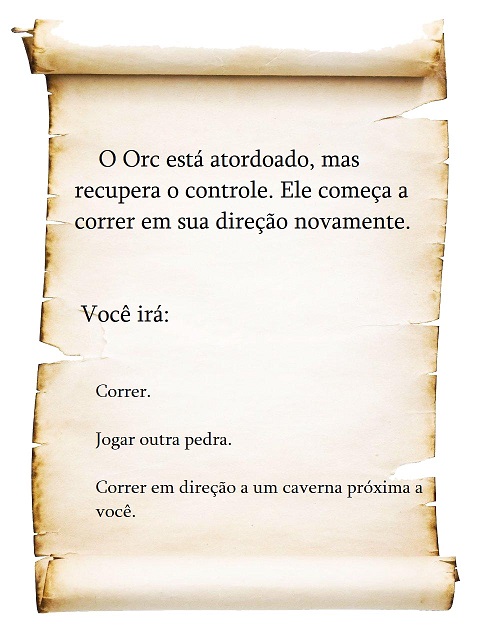 O Orc está atordoado, mas
recupera o controle. Ele começa a
correr em sua direção novamente.
Você irá:
Correr.
Jogar outra pedra.
Correr em direção a um caverna próxima a
você.